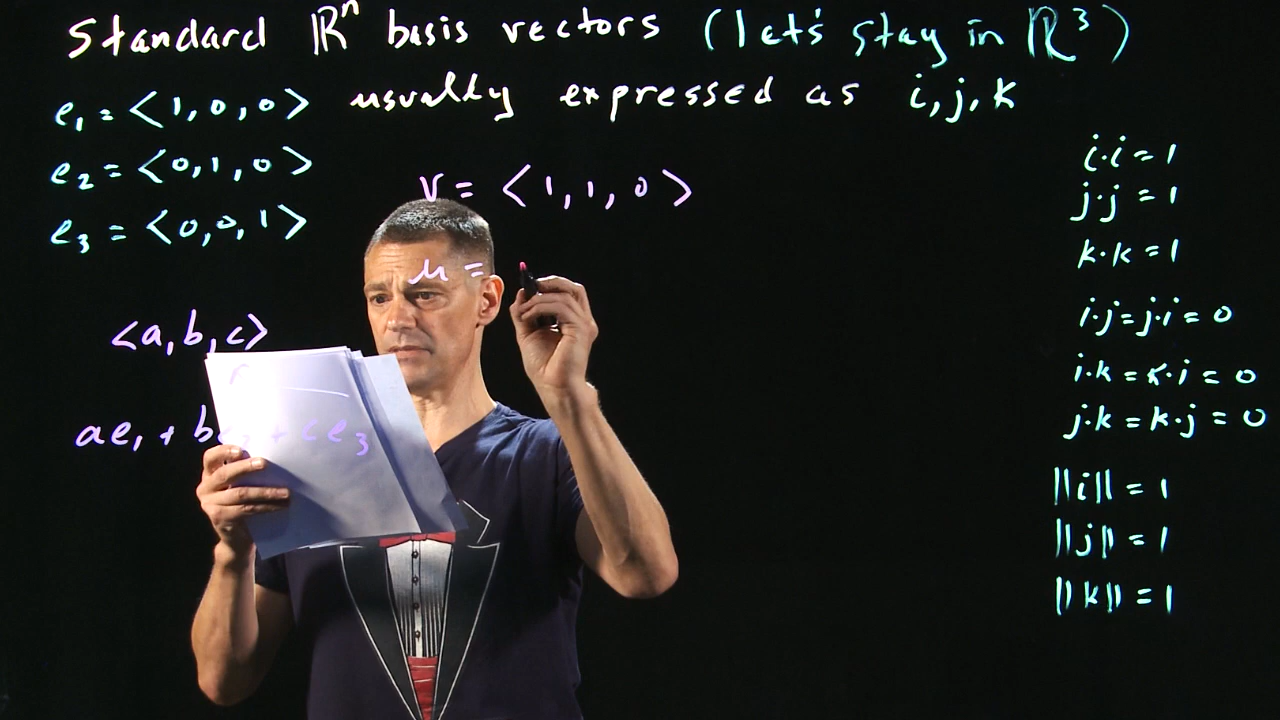 Standard ℝⁿ basis vectors (let's stay in ℝ³)
e₁ = <1,0,0> usually expressed as i,j,k
e₂ = <0,1,0>
e₃ = <0,0,1>
v = <1,1,0>
u =
<a,b,c>
ae₁ + be₂ + ce₃
i·i = 1
j·j = 1
k·k = 1
i·j = j·i = 0
i·k = k·i = 0
j·k = k·j = 0
||i|| = 1
||j|| = 1
||k|| = 1